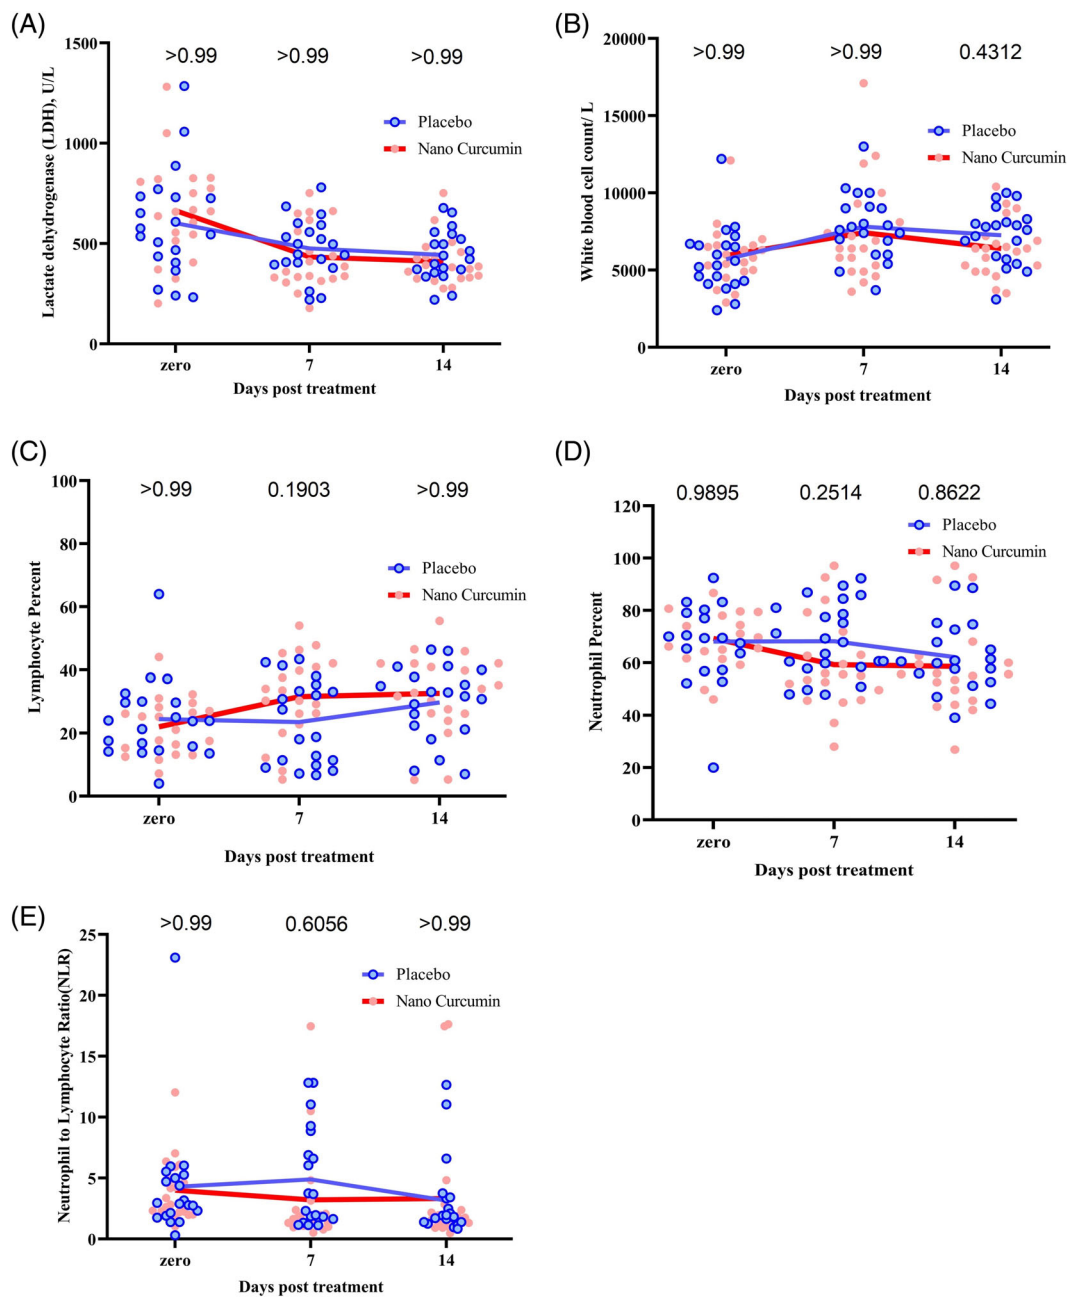 (A)
Lactate dehydrogenase (LDH), U/L
1500
1000
500
0
>0.99 >0.99 >0.99
Placebo
Nano Curcumin
zero 7 14
Days post treatment
(B)
White blood cell count/ L
20000
15000
10000
5000
0
>0.99 >0.99 0.4312
Placebo
Nano Curcumin
zero 7 14
Days post treatment
(C)
Lymphocyte Percent
100
80
60
40
20
0
>0.99 0.1903 >0.99
Placebo
Nano Curcumin
zero 7 14
Days post treatment
(D)
Neutrophil Percent
120
100
80
60
40
20
0
0.9895 0.2514 0.8622
Placebo
Nano Curcumin
zero 7 14
Days post treatment
(E)
Neutrophil to Lymphocyte Ratio(NLR)
25
20
15
10
5
0
>0.99 0.6056 >0.99
Placebo
Nano Curcumin
zero 7 14
Days post treatment